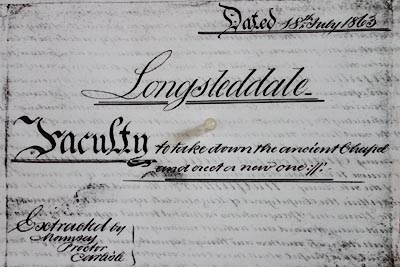 Dated 18th July 1863
Longsleddale
Faculty to take down the ancient Chapel
and erect a new one
Extracted by
Mounsey
Proctor
Carlisle